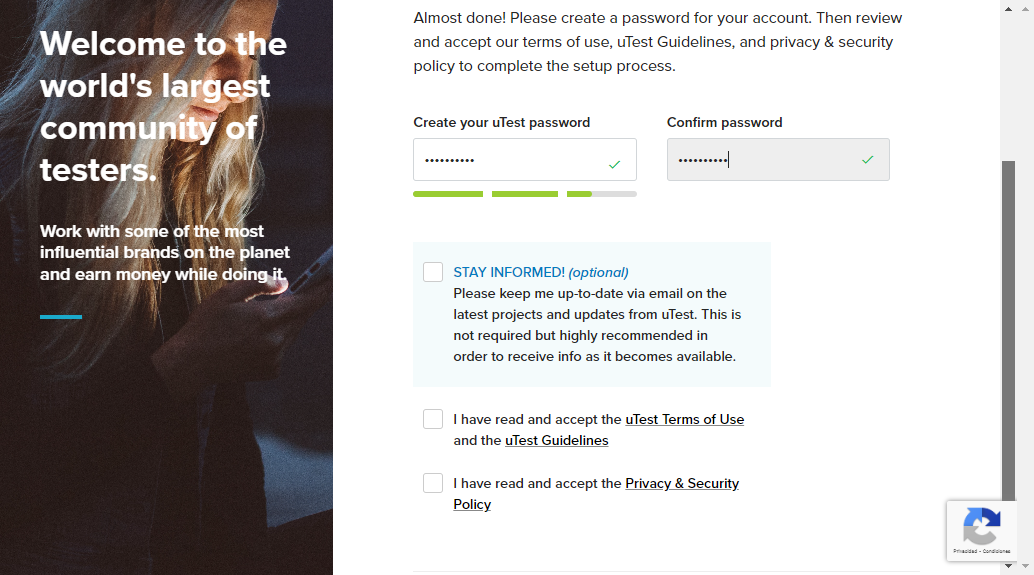 Welcome to the
world's largest
community of
testers.
Work with some of the most
influential brands on the planet
and earn money while doing it.
Almost done! Please create a password for your account. Then review
and accept our terms of use, uTest Guidelines, and privacy & security
policy to complete the setup process.
Create your uTest password
Confirm password
••••••••••
••••••••••
STAY INFORMED! (optional)
Please keep me up-to-date via email on the
latest projects and updates from uTest. This is
not required but highly recommended in
order to receive info as it becomes available.
I have read and accept the uTest Terms of Use
and the uTest Guidelines
I have read and accept the Privacy & Security
Policy
Privacidad - Condiciones